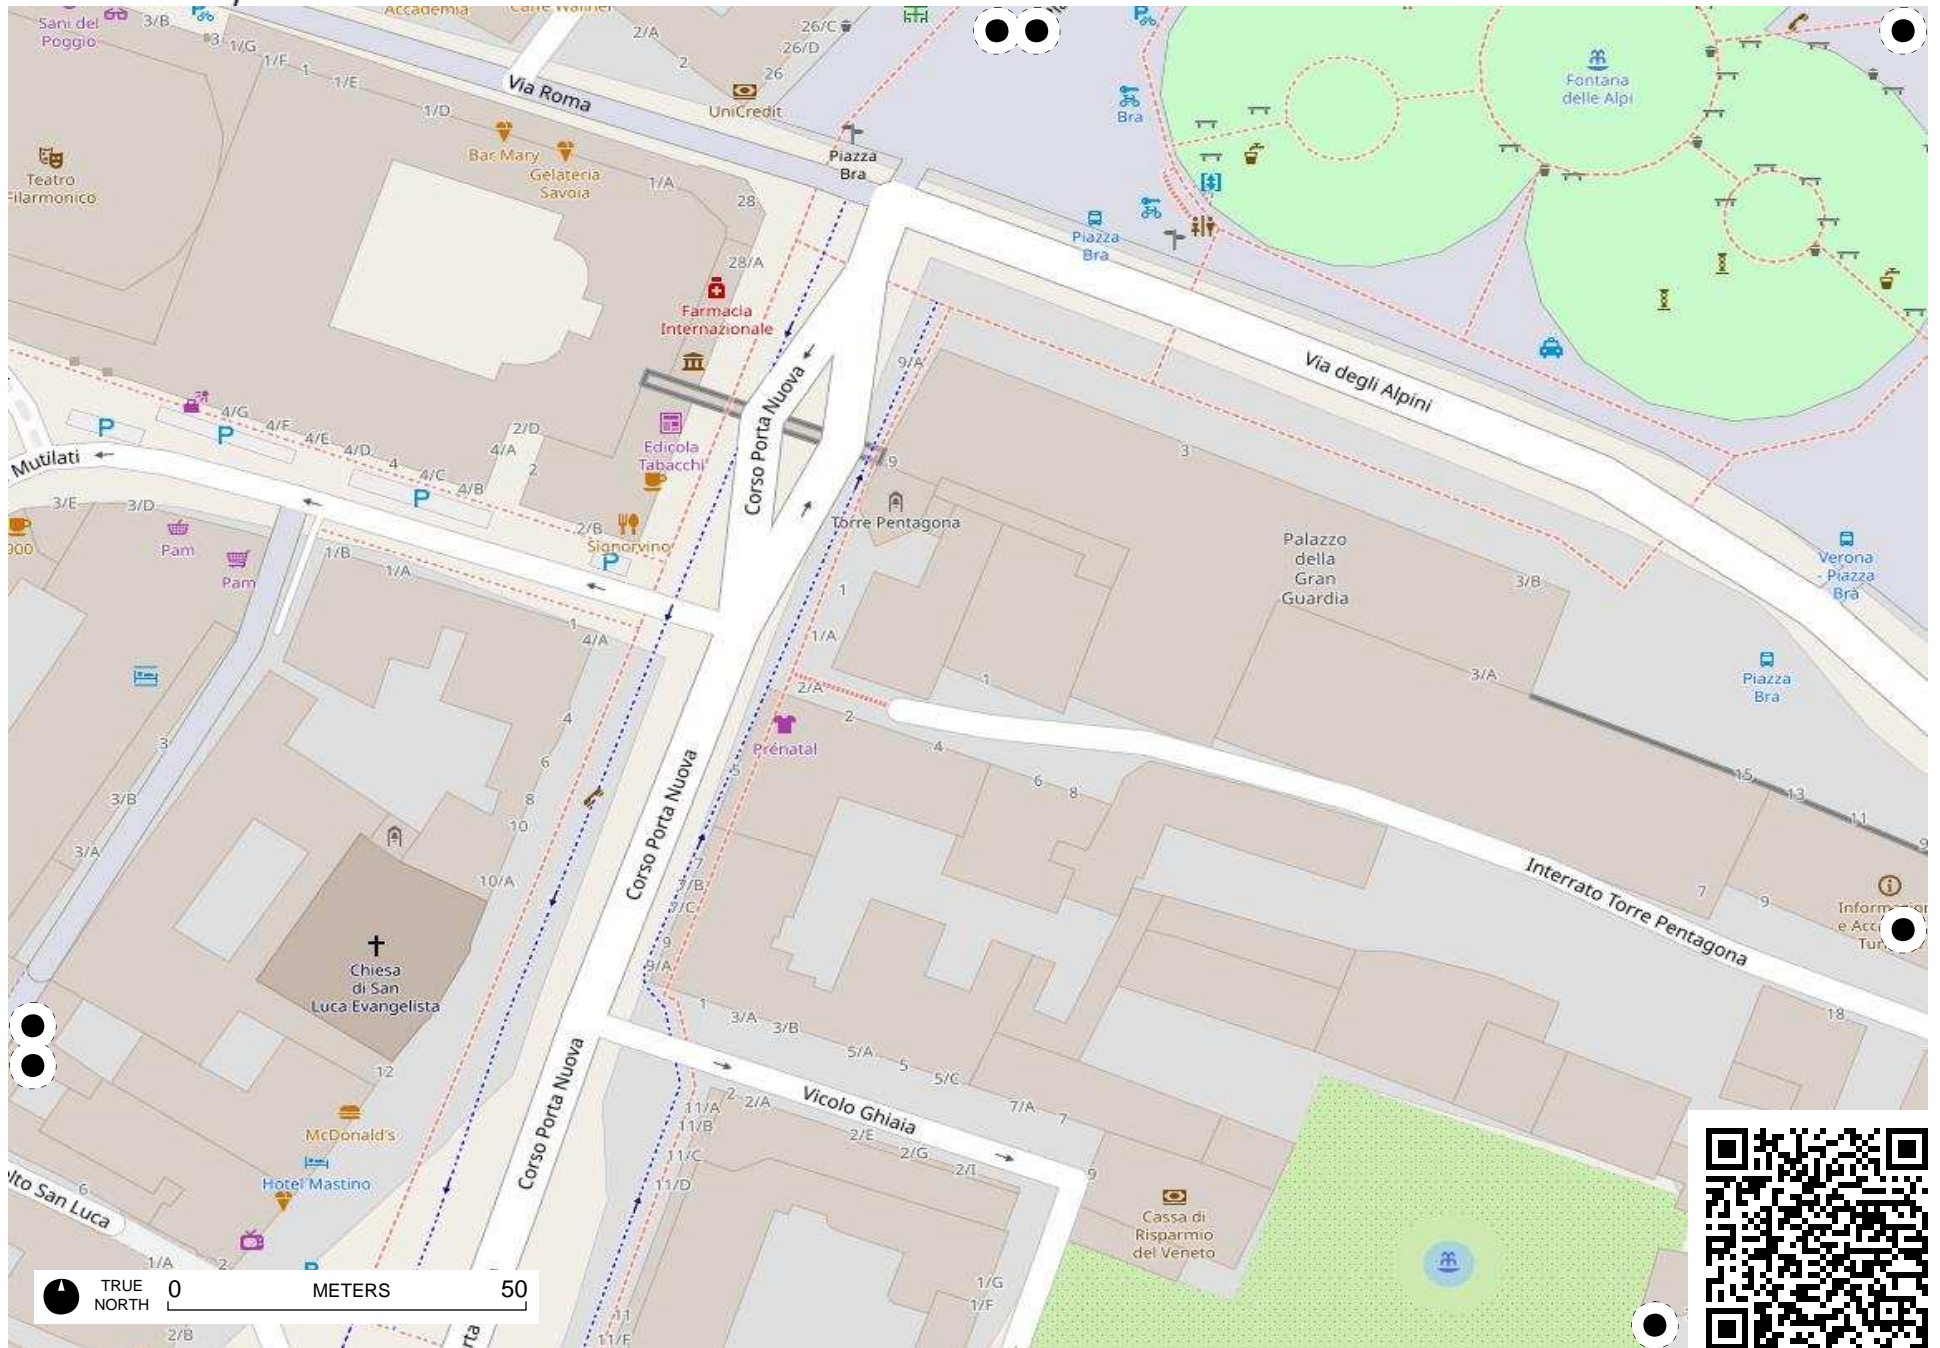 Sani del
Poggio
3/B
Accademia
2/A
26/C
26/D
3
1/G
1/F
1
1/E
2
26
Via Roma
UniCredit
1/D
Fontana
delle Alpi
Bra
Bar Mary
Gelateria
Savoia
Piazza
Bra
Teatro
Filarmonico
1/A
28
Piazza
Bra
28/A
Farmacia
Internazionale
9/A
Via degli Alpini
Corso Porta Nuova
4/G
4/F
4/E
4/D
4
4/C
4/B
2/D
4/A
2
Edicola
Tabacchi
P
P
P
Mutilati
9
3
3/E
3/D
Torre Pentagona
2/B
Signorvino
P
900
Pam
Pam
1/B
1/A
Palazzo
della
Gran
Guardia
3/B
Verona
- Piazza
Bra
1
1/A
1
4/A
3/A
Piazza
Bra
1
2/A
2
4
Prénatal
4
6
8
3
5
6
8
10
Corso Porta Nuova
15
13
11
9
3/B
3/A
10/A
7
7/B
7/C
9
9/A
Interrato Torre Pentagona
7
9
Chiesa
di San
Luca Evangelista
1
3/A
3/B
5/A
5
5/C
18
12
Corso Porta Nuova
Vicolo Ghiaia
2
2/A
7/A
7
11/A
11/B
2/E
2/G
2/I
McDonald's
11/C
11/D
Hotel Mastino
9
6
San Luca
Cassa di
Risparmio
del Veneto
1/A
2
P
1/G
1/F
TRUE
NORTH
0
METERS
50
2/B
11
11/F